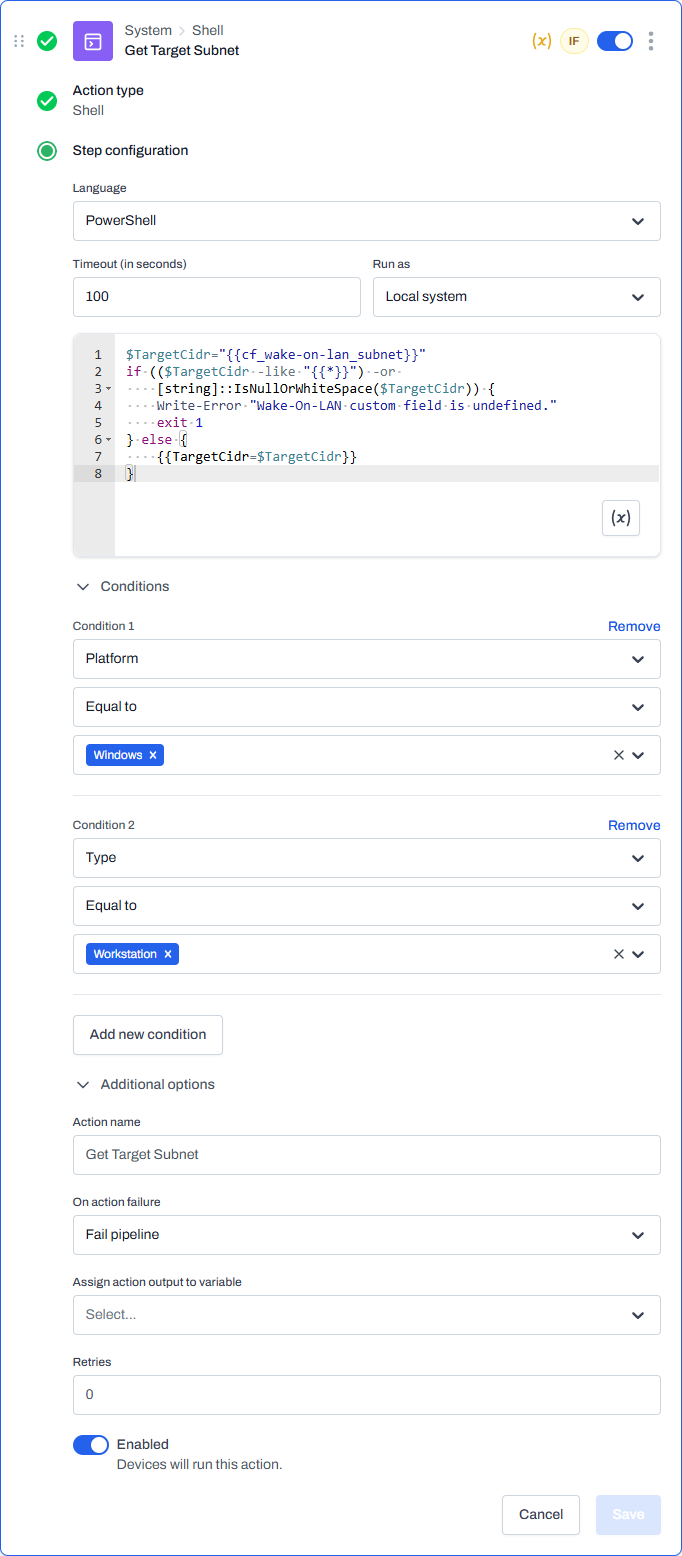 System > Shell
(x) IF
Get Target Subnet
Action type
Shell
Step configuration
Language
PowerShell
Timeout (in seconds) Run as
100 Local system
1 $TargetCidr="{{cf_wake-on-lan_subnet}}"
2 if (($TargetCidr -like "{{*}}") -or
3 [string]::IsNullOrWhiteSpace($TargetCidr)) {
4 Write-Error "Wake-On-LAN custom field is undefined."
5 exit 1
6 } else {
7 {{TargetCidr=$TargetCidr}}
8 }
(x)
Conditions
Condition 1 Remove
Platform
Equal to
Windows x
Condition 2 Remove
Type
Equal to
Workstation x
Add new condition
Additional options
Action name
Get Target Subnet
On action failure
Fail pipeline
Assign action output to variable
Select...
Retries
0
Enabled
Devices will run this action.
Cancel Save